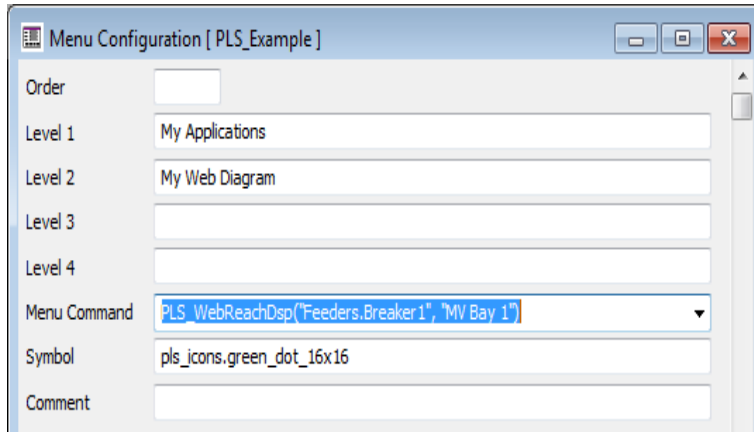 Menu Configuration [ PLS_Example ]
Order
Level 1 My Applications
Level 2 My Web Diagram
Level 3
Level 4
Menu Command PLS_WebReachDsp("Feeders.Breaker1", "MV Bay 1")
Symbol pls_icons.green_dot_16x16
Comment